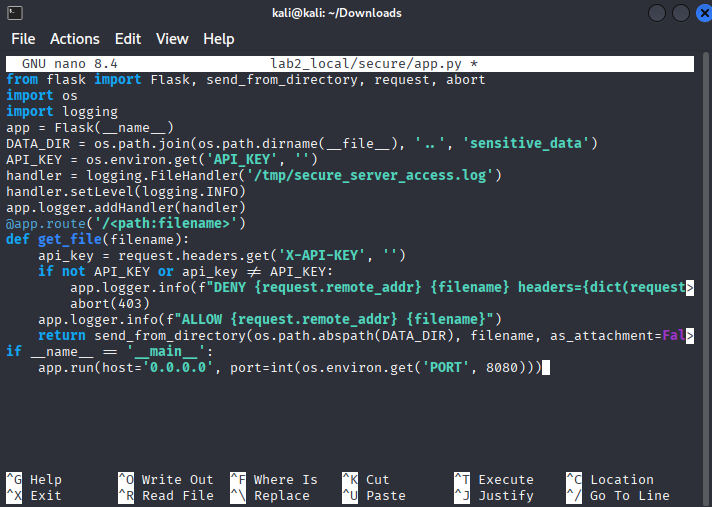 kali@kali: ~/Downloads
File Actions Edit View Help
GNU nano 8.4 lab2_local/secure/app.py *
from flask import Flask, send_from_directory, request, abort
import os
import logging
app = Flask(__name__)
DATA_DIR = os.path.join(os.path.dirname(__file__), '..', 'sensitive_data')
API_KEY = os.environ.get('API_KEY', '')
handler = logging.FileHandler('/tmp/secure_server_access.log')
handler.setLevel(logging.INFO)
app.logger.addHandler(handler)
@app.route('/<path:filename>')
def get_file(filename):
    api_key = request.headers.get('X-API-KEY', '')
    if not API_KEY or api_key != API_KEY:
        app.logger.info(f"DENY {request.remote_addr} {filename} headers={dict(request>
        abort(403)
    app.logger.info(f"ALLOW {request.remote_addr} {filename}")
    return send_from_directory(os.path.abspath(DATA_DIR), filename, as_attachment=Fal>
if __name__ == '__main__':
    app.run(host='0.0.0.0', port=int(os.environ.get('PORT', 8080)))
^G Help ^O Write Out ^F Where Is ^K Cut ^T Execute ^C Location
^X Exit ^R Read File ^\ Replace ^U Paste ^J Justify ^/ Go To Line